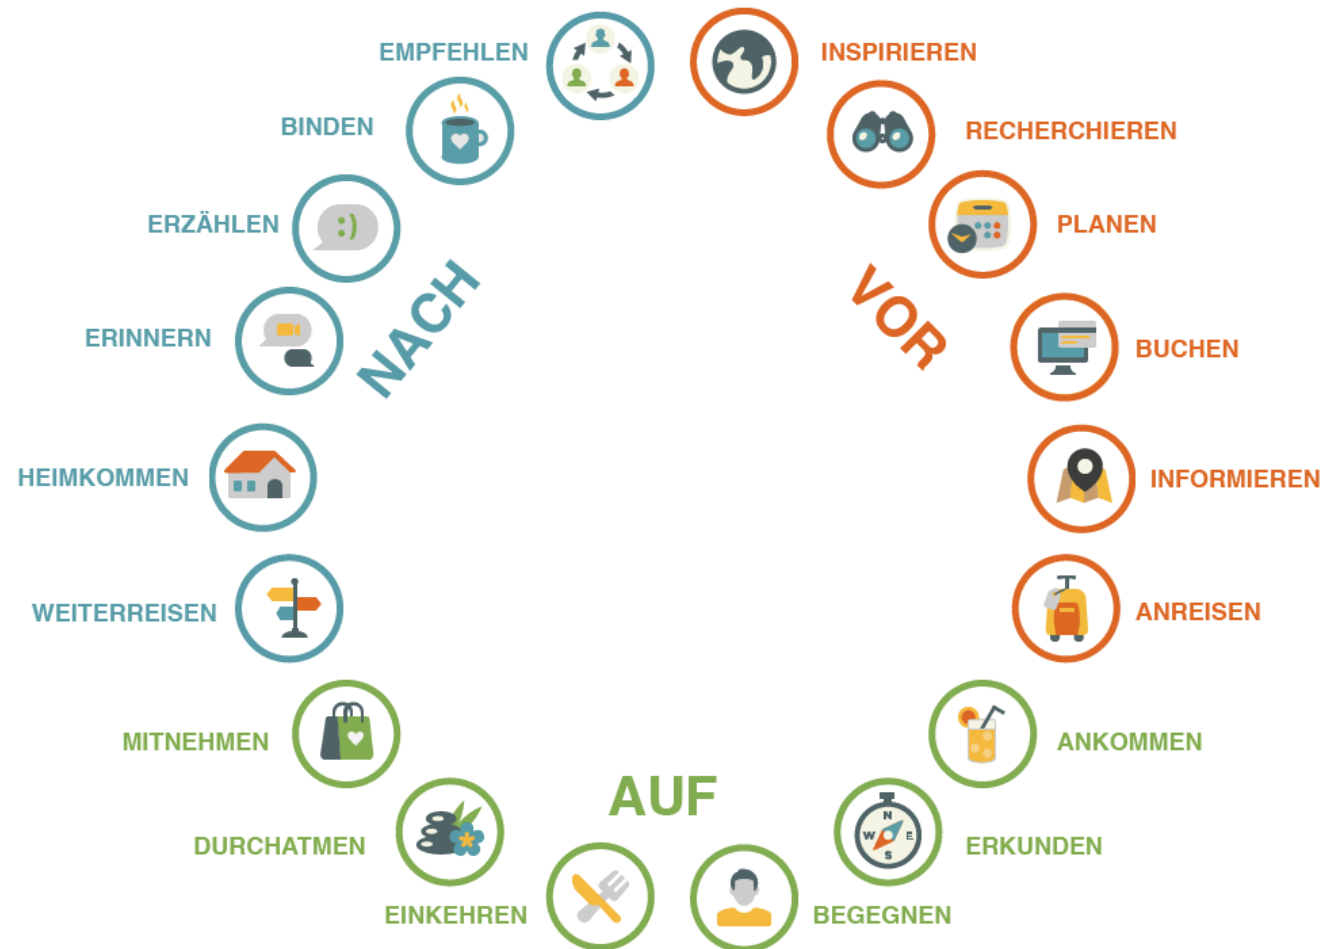 EMPFEHLEN
INSPIRIEREN
BINDEN
RECHERCHIEREN
ERZÄHLEN
:)
PLANEN
NACH
VOR
ERINNERN
BUCHEN
HEIMKOMMEN
INFORMIEREN
WEITERREISEN
ANREISEN
MITNEHMEN
ANKOMMEN
AUF
N
W E
S
DURCHATMEN
ERKUNDEN
EINKEHREN
BEGEGNEN